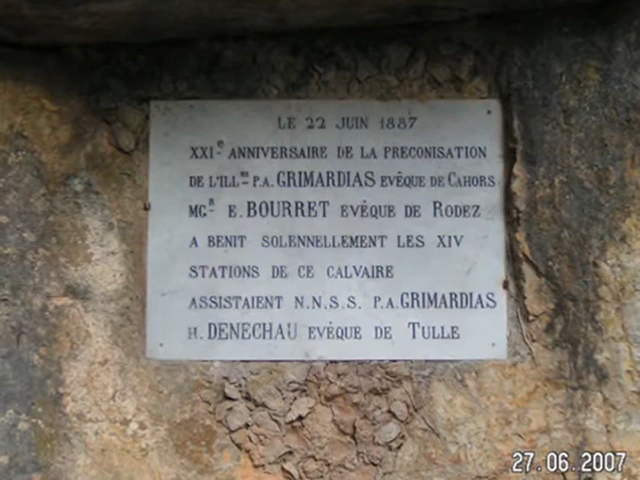 LE 22 JUIN 1887
XXIe ANNIVERSAIRE DE LA PRECONISATION
DE L'ILLme P.A. GRIMARDIAS EVÊQUE DE CAHORS
MGR E. BOURRET EVÊQUE DE RODEZ
A BENIT SOLENNELLEMENT LES XIV
STATIONS DE CE CALVAIRE
ASSISTAIENT N.N.S.S. P.A. GRIMARDIAS
H. DENECHAU EVÊQUE DE TULLE
27.06.2007